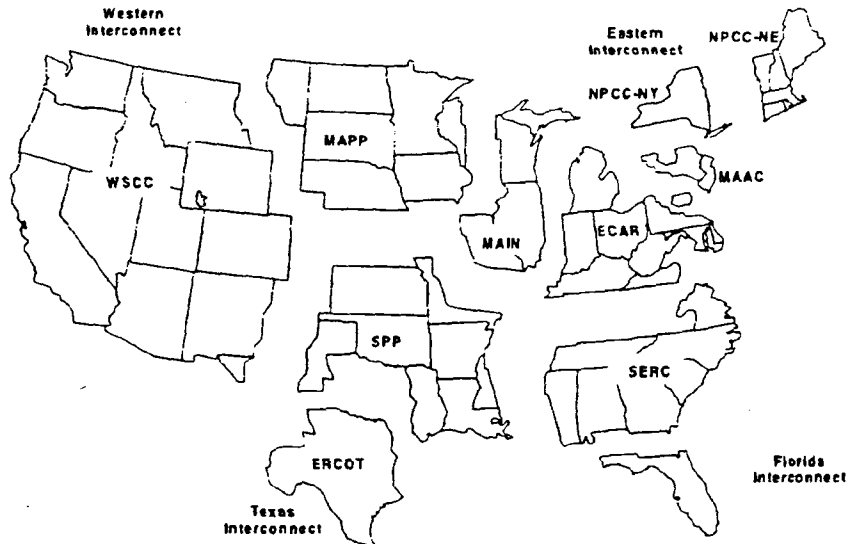 Western
Interconnect
Eastern
Interconnect
NPCC-NE
NPCC-NY
MAPP
WSCC
MAAC
MAIN
ECAR
SPP
SERC
ERCOT
Texas
Interconnect
Florida
Interconnect